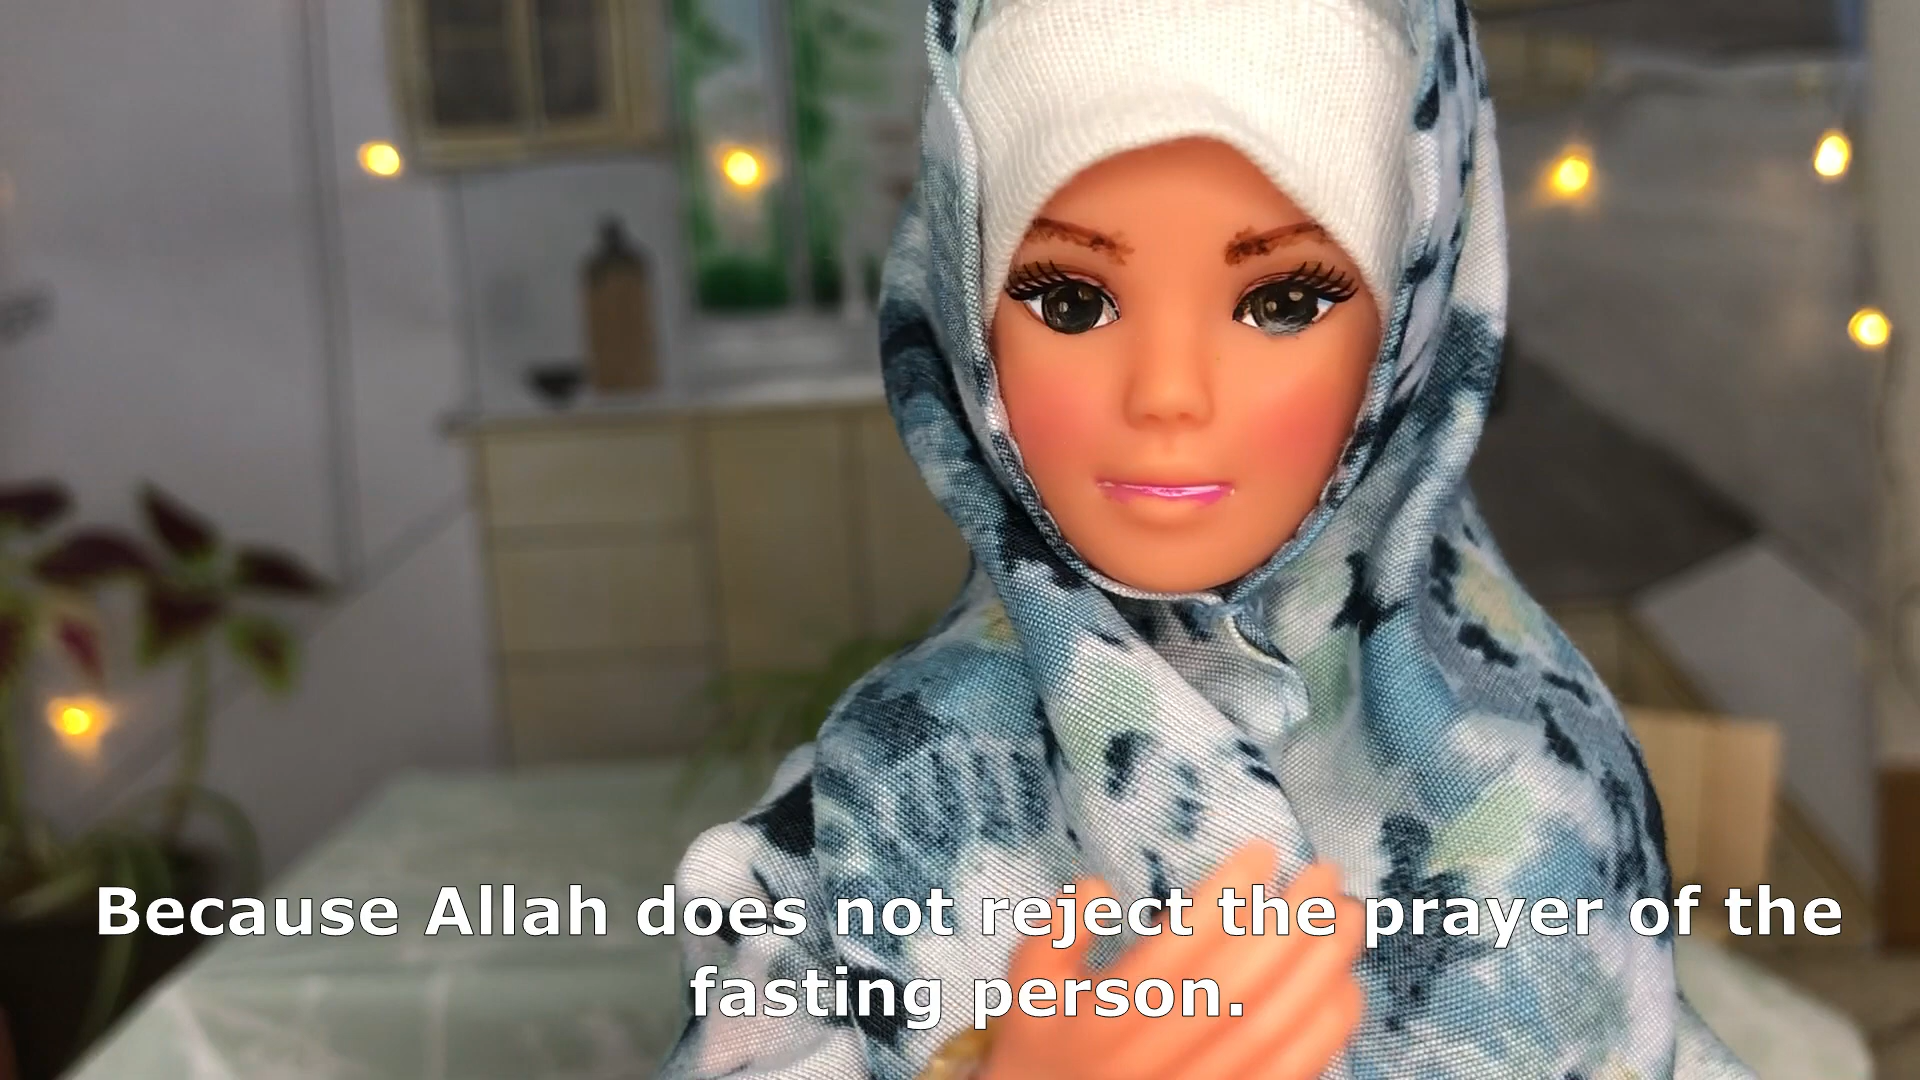 Because Allah does not reject the prayer of the
fasting person.